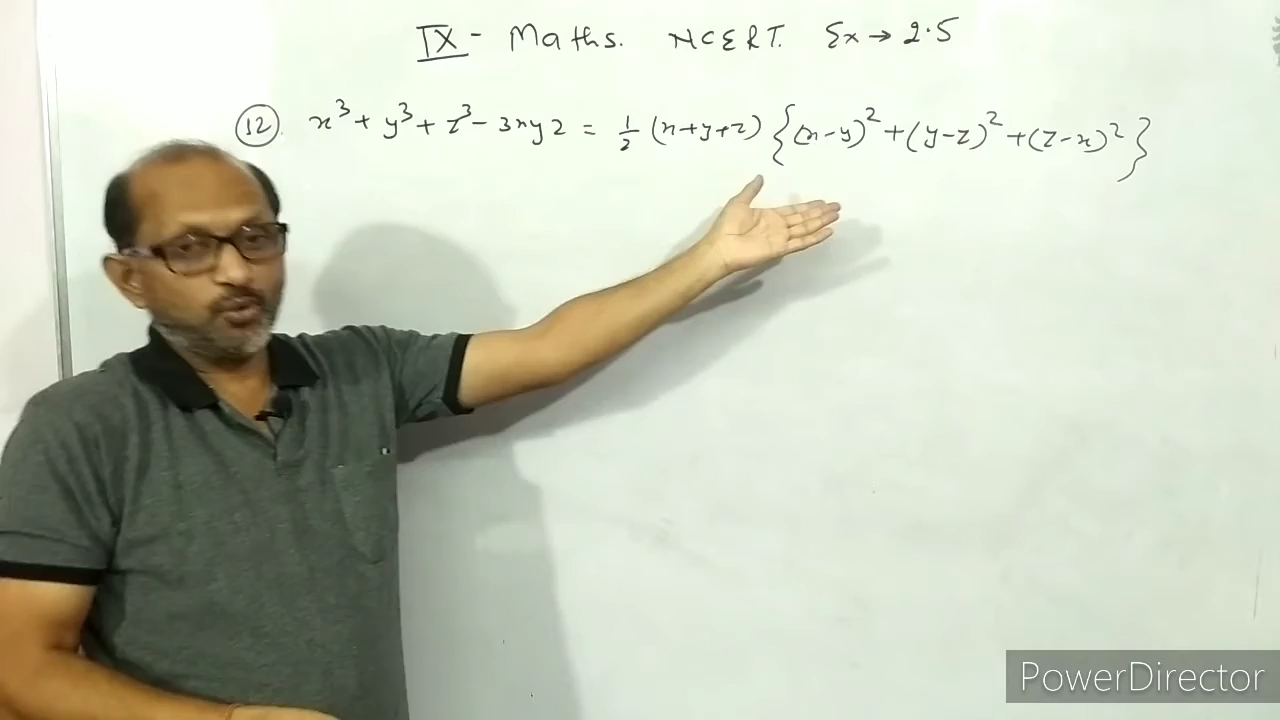 IX - Maths. NCERT. Ex → 2.5
12. x³ + y³ + z³ - 3xyz = 1/2 (x+y+z) {(x-y)² + (y-z)² + (z-x)²}
PowerDirector